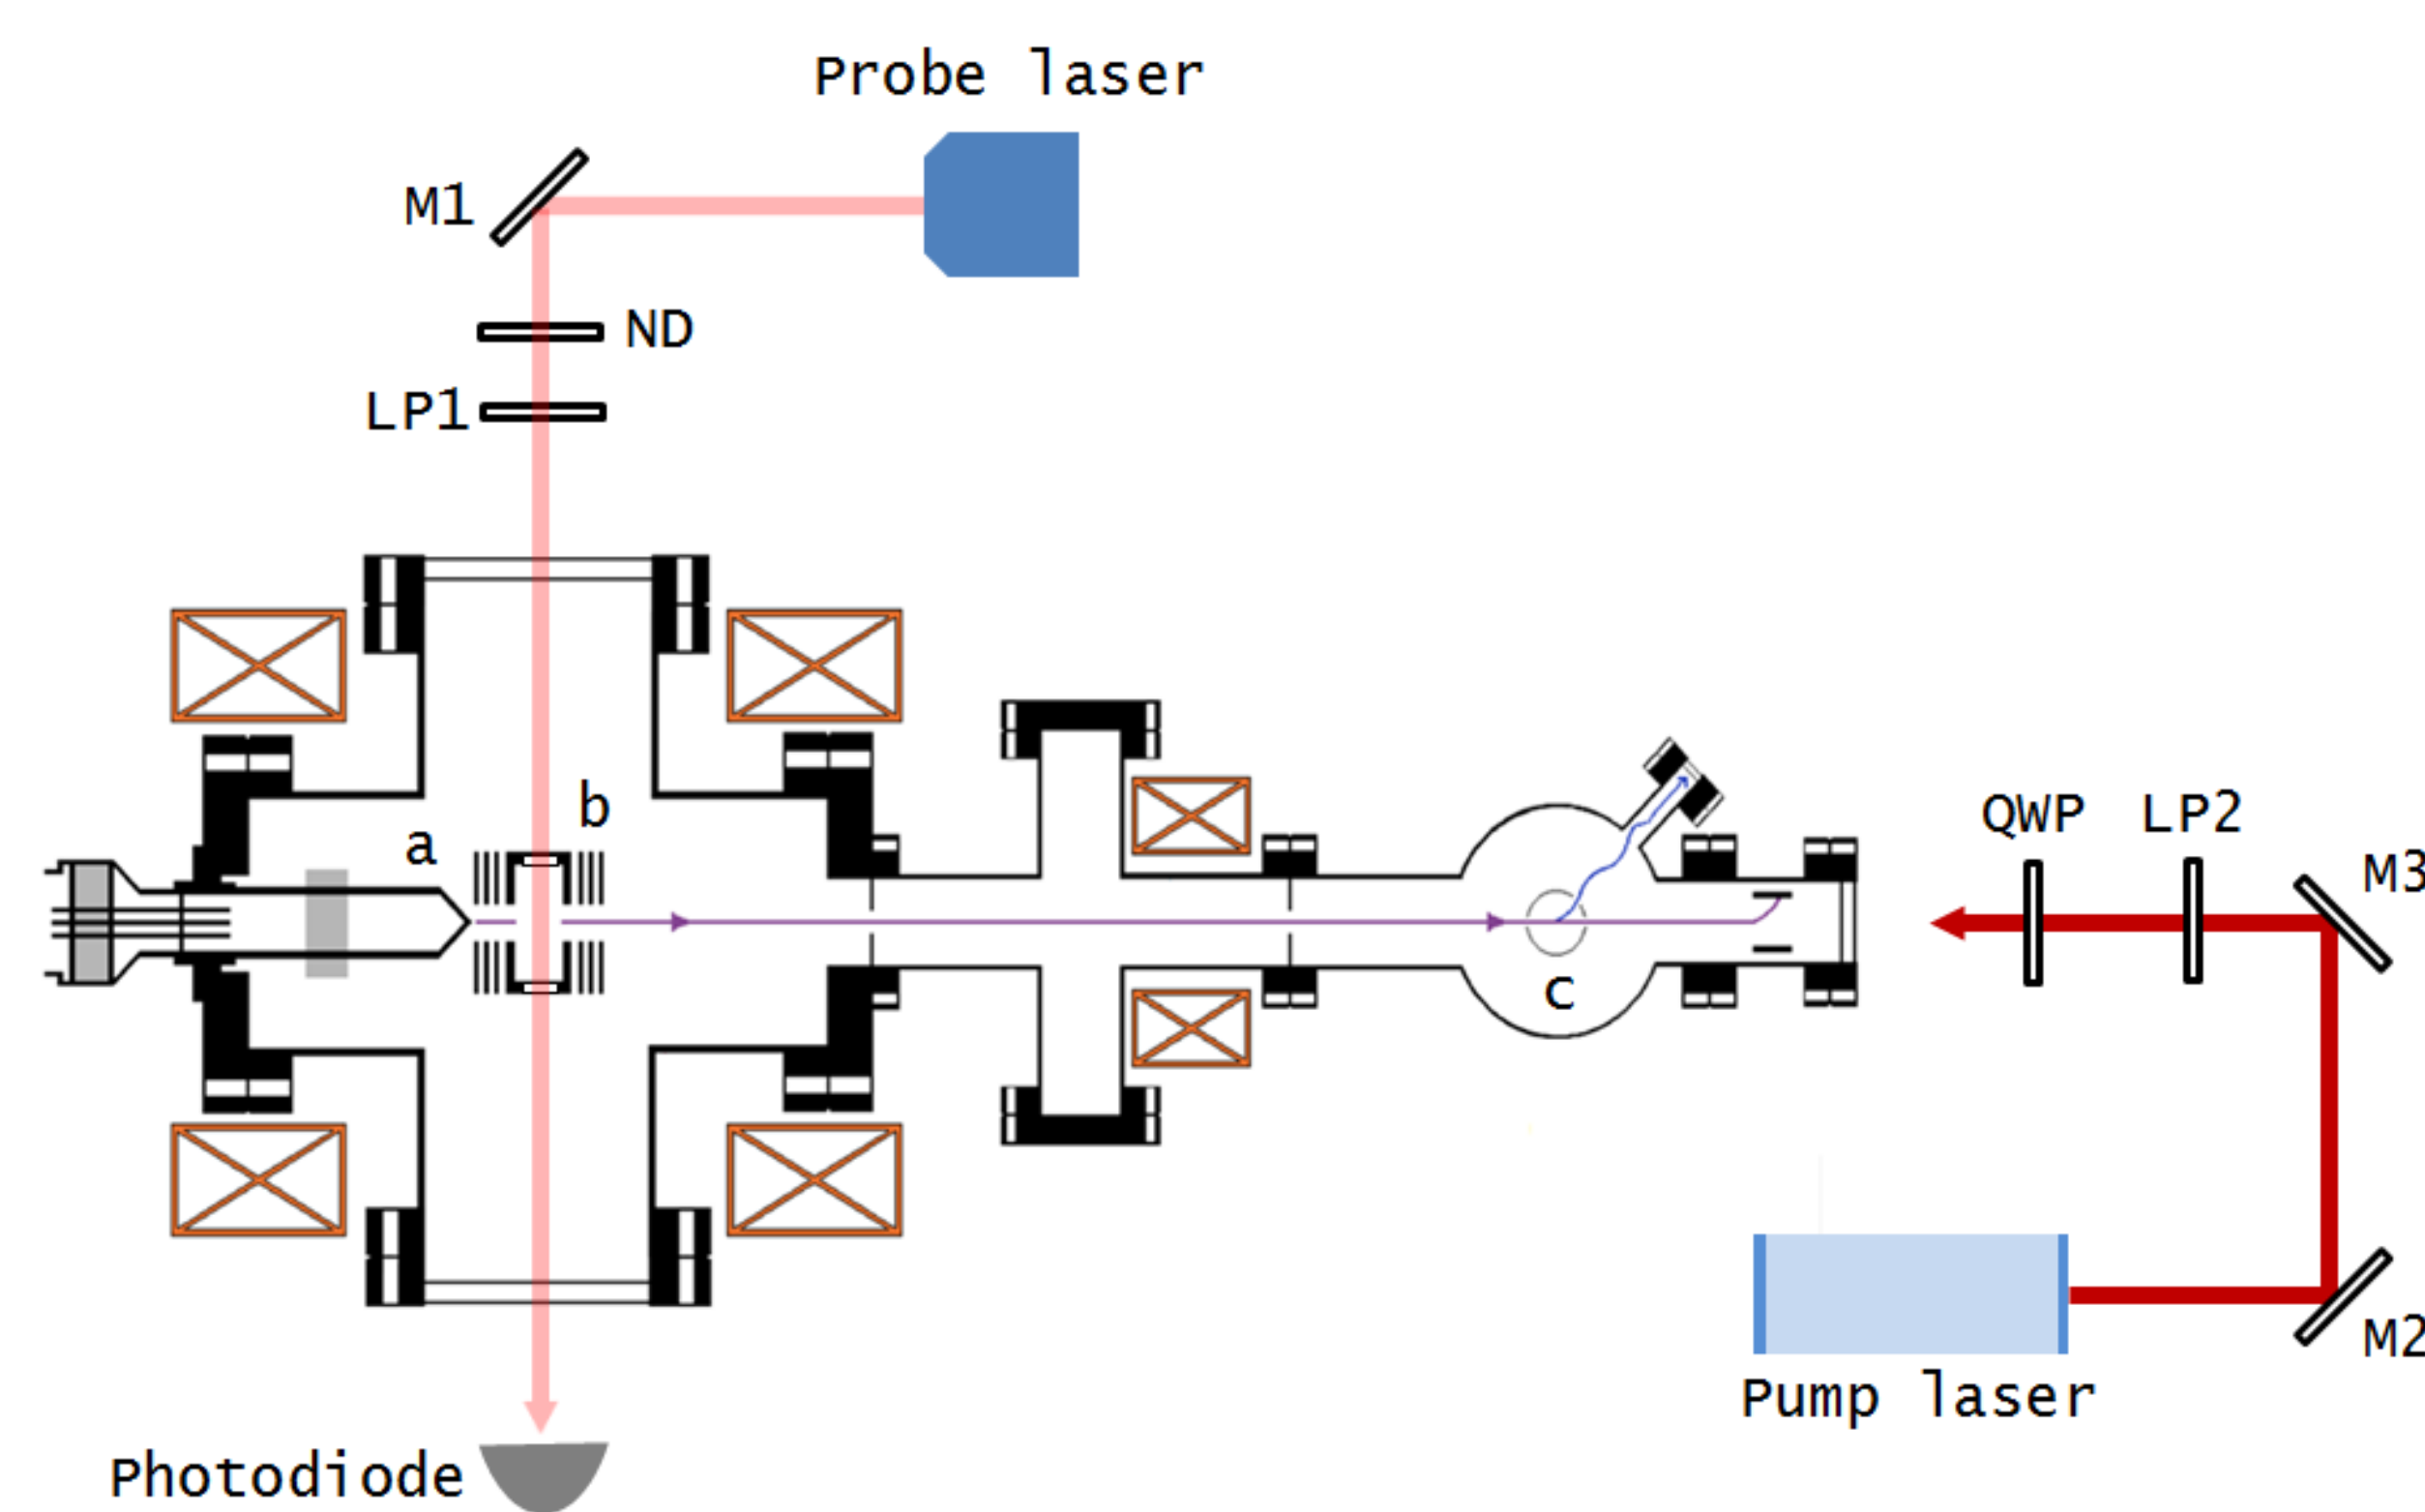 Probe laser
M1
ND
LP1
b
a
QWP
LP2
M3
c
M2
Pump laser
Photodiode